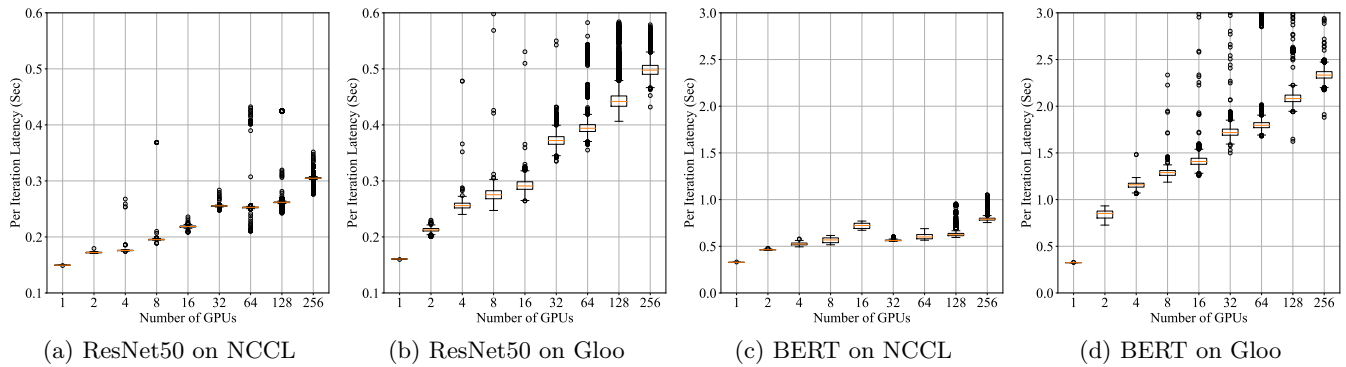 Per Iteration Latency (Sec)
0.6
0.5
0.4
0.3
0.2
0.1
1 2 4 8 16 32 64 128 256
Number of GPUs
(a) ResNet50 on NCCL
Per Iteration Latency (Sec)
0.6
0.5
0.4
0.3
0.2
0.1
1 2 4 8 16 32 64 128 256
Number of GPUs
(b) ResNet50 on Gloo
Per Iteration Latency (Sec)
3.0
2.5
2.0
1.5
1.0
0.5
0.0
1 2 4 8 16 32 64 128 256
Number of GPUs
(c) BERT on NCCL
Per Iteration Latency (Sec)
3.0
2.5
2.0
1.5
1.0
0.5
0.0
1 2 4 8 16 32 64 128 256
Number of GPUs
(d) BERT on Gloo